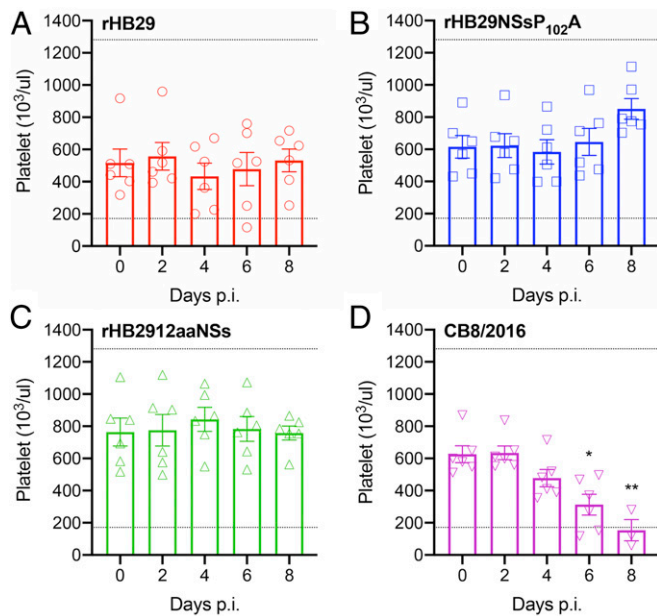 A rHB29
Platelet (10³/ul)
1400
1200
1000
800
600
400
200
0
0 2 4 6 8
Days p.i.
B rHB29NSsP₁₀₂A
Platelet (10³/ul)
1400
1200
1000
800
600
400
200
0
0 2 4 6 8
Days p.i.
C rHB2912aaNSs
Platelet (10³/ul)
1400
1200
1000
800
600
400
200
0
0 2 4 6 8
Days p.i.
D CB8/2016
Platelet (10³/ul)
1400
1200
1000
800
600
400
200
0
* **
0 2 4 6 8
Days p.i.